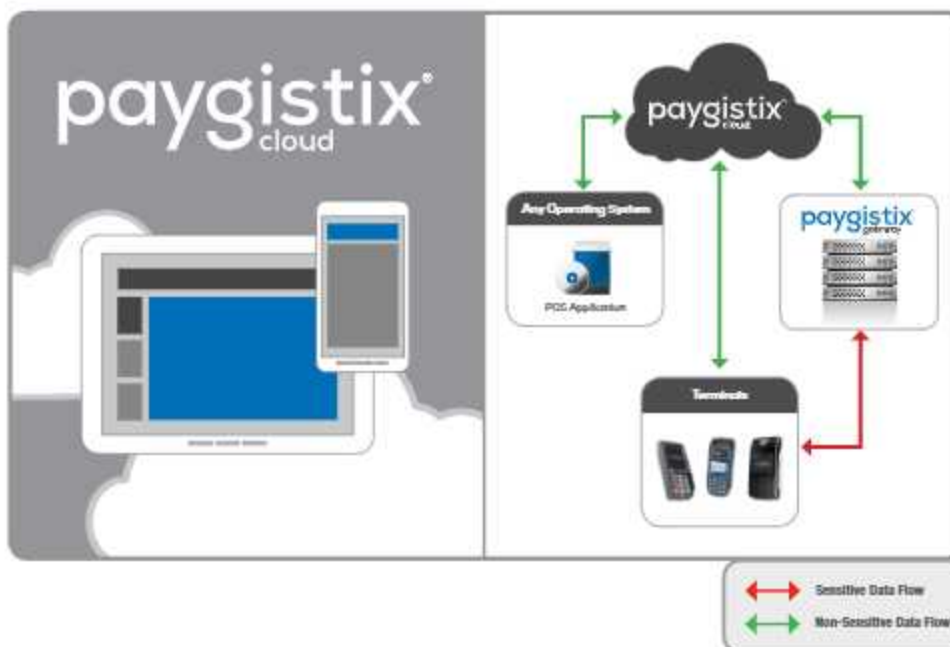 paygistix®
cloud
paygistix
cloud
Any Operating System
POS Application
paygistix
gateway
Terminals
Sensitive Data Flow
Non-Sensitive Data Flow